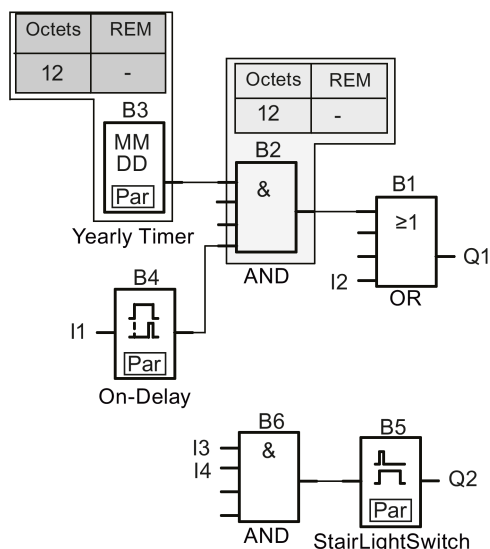 Octets REM
12 -
B3
MM
DD
Par
Yearly Timer
Octets REM
12 -
B2
&
AND
B1
≥1
I2
Q1
OR
B4
I1
Par
On-Delay
B6
I3
&
I4
AND
B5
Q2
Par
StairLightSwitch